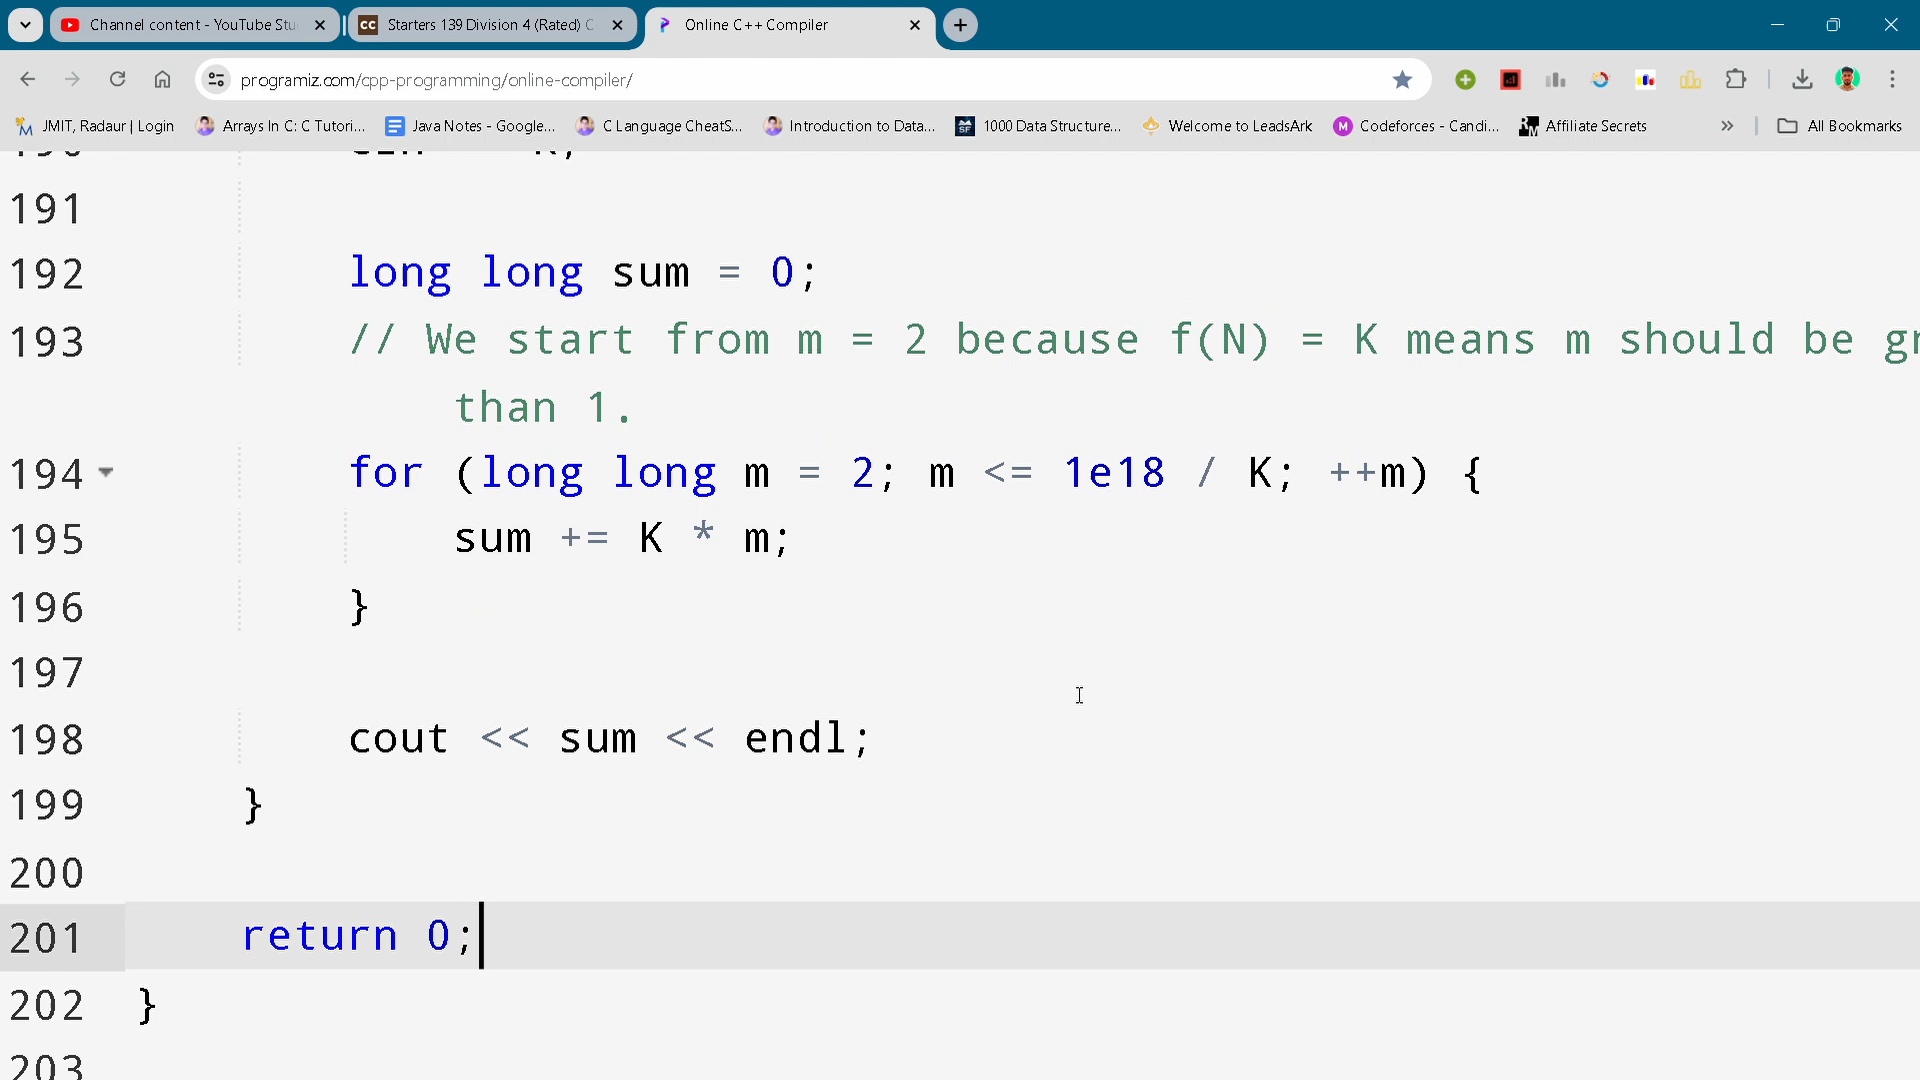 Channel content - YouTube Stu
Starters 139 Division 4 (Rated) C
Online C++ Compiler
programiz.com/cpp-programming/online-compiler/
JMIT, Radaur | Login
Arrays In C: C Tutori...
Java Notes - Google...
C Language CheatS...
Introduction to Data...
1000 Data Structure...
Welcome to LeadsArk
Codeforces - Candi...
Affiliate Secrets
»
All Bookmarks
191
192 long long sum = 0;
193 // We start from m = 2 because f(N) = K means m should be gr
than 1.
194 for (long long m = 2; m <= 1e18 / K; ++m) {
195 sum += K * m;
196 }
197
198 cout << sum << endl;
199 }
200
201 return 0;
202 }
203